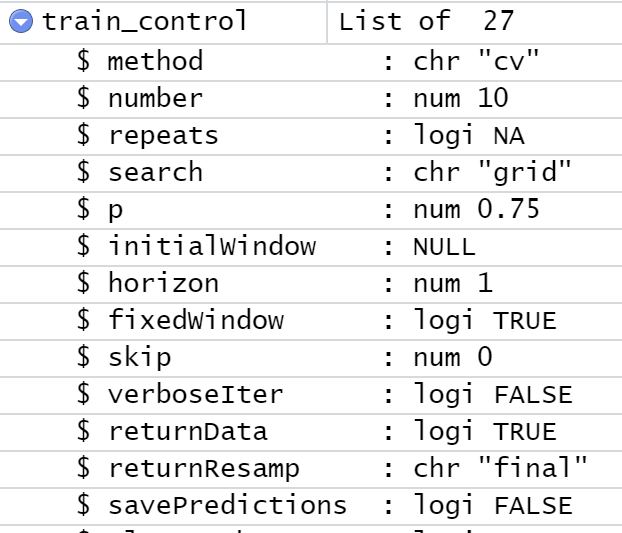 train_control List of 27
$ method : chr "cv"
$ number : num 10
$ repeats : logi NA
$ search : chr "grid"
$ p : num 0.75
$ initialWindow : NULL
$ horizon : num 1
$ fixedWindow : logi TRUE
$ skip : num 0
$ verboseIter : logi FALSE
$ returnData : logi TRUE
$ returnResamp : chr "final"
$ savePredictions : logi FALSE